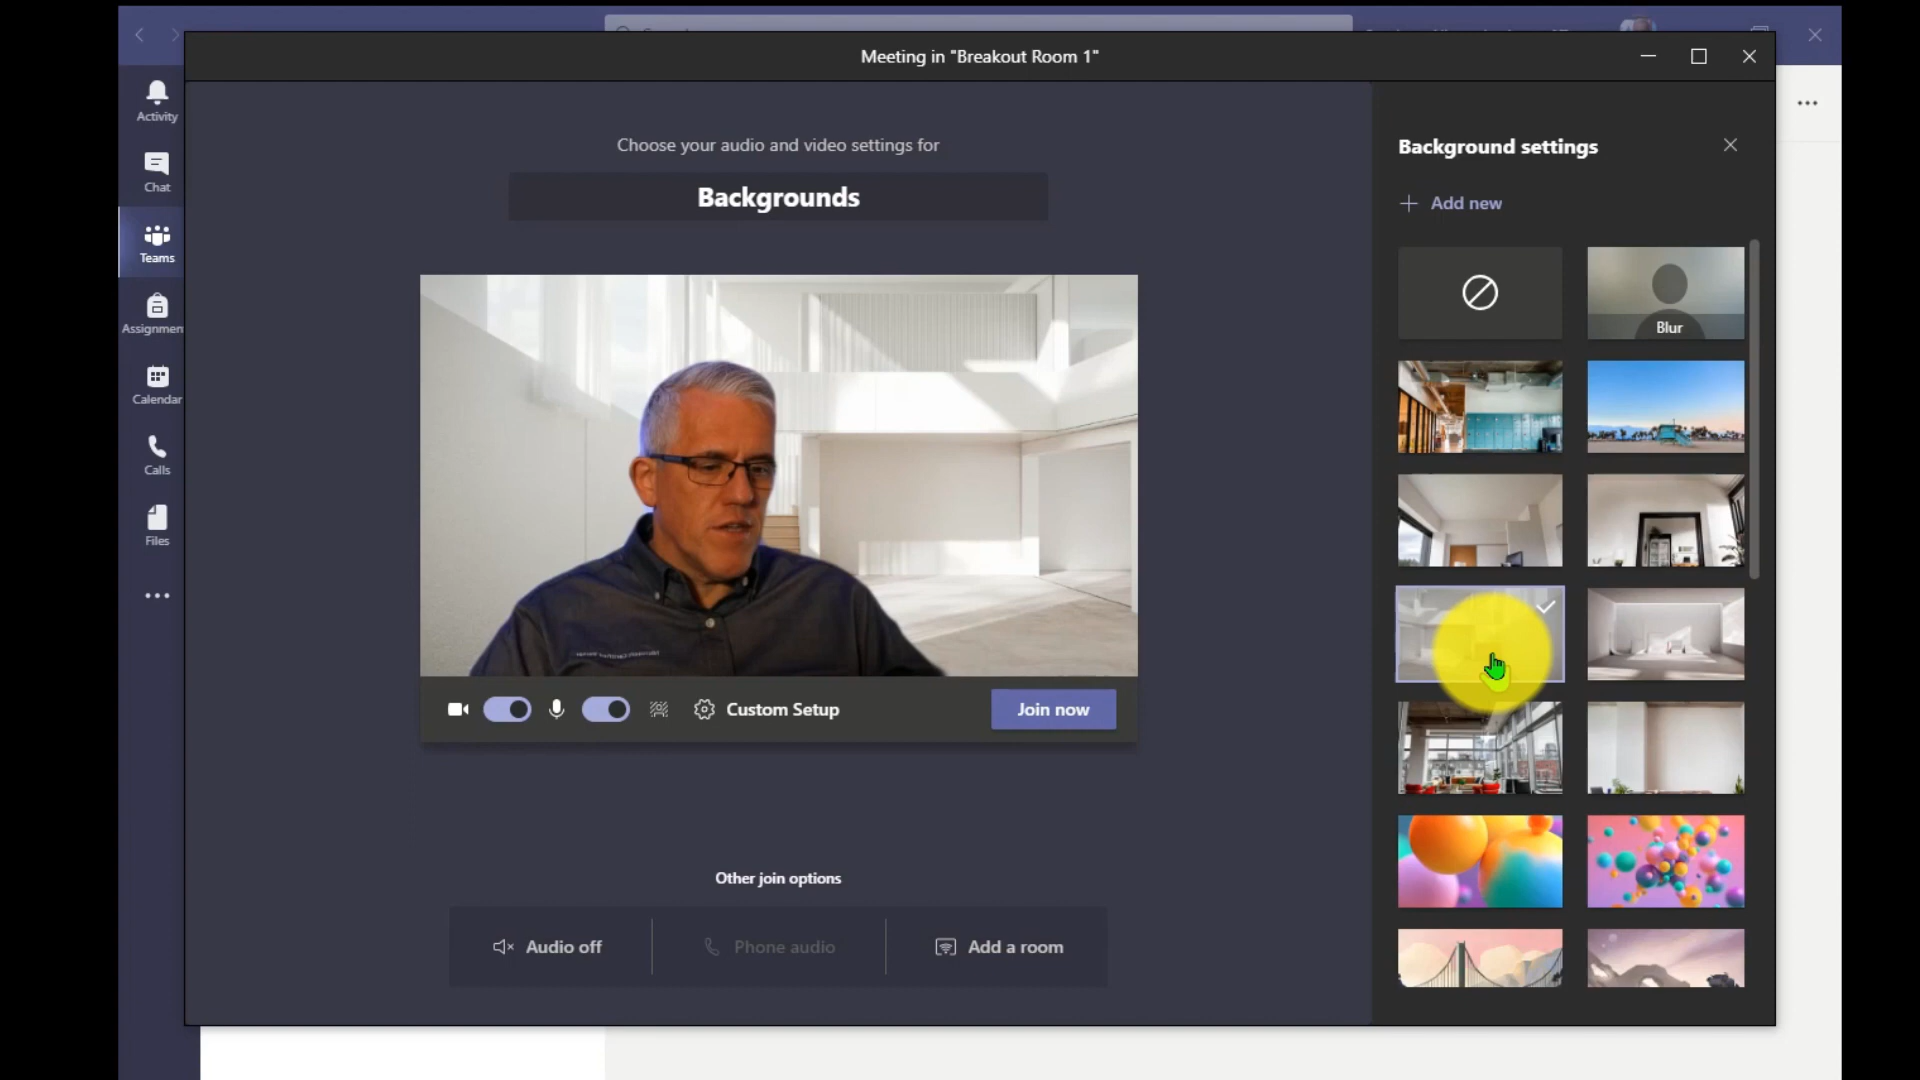 Meeting in "Breakout Room 1"
Activity
Chat
Teams
Assignmen
Calendar
Calls
Files
Choose your audio and video settings for
Backgrounds
Custom Setup
Join now
Other join options
Audio off
Phone audio
Add a room
Background settings
Add new
Blur